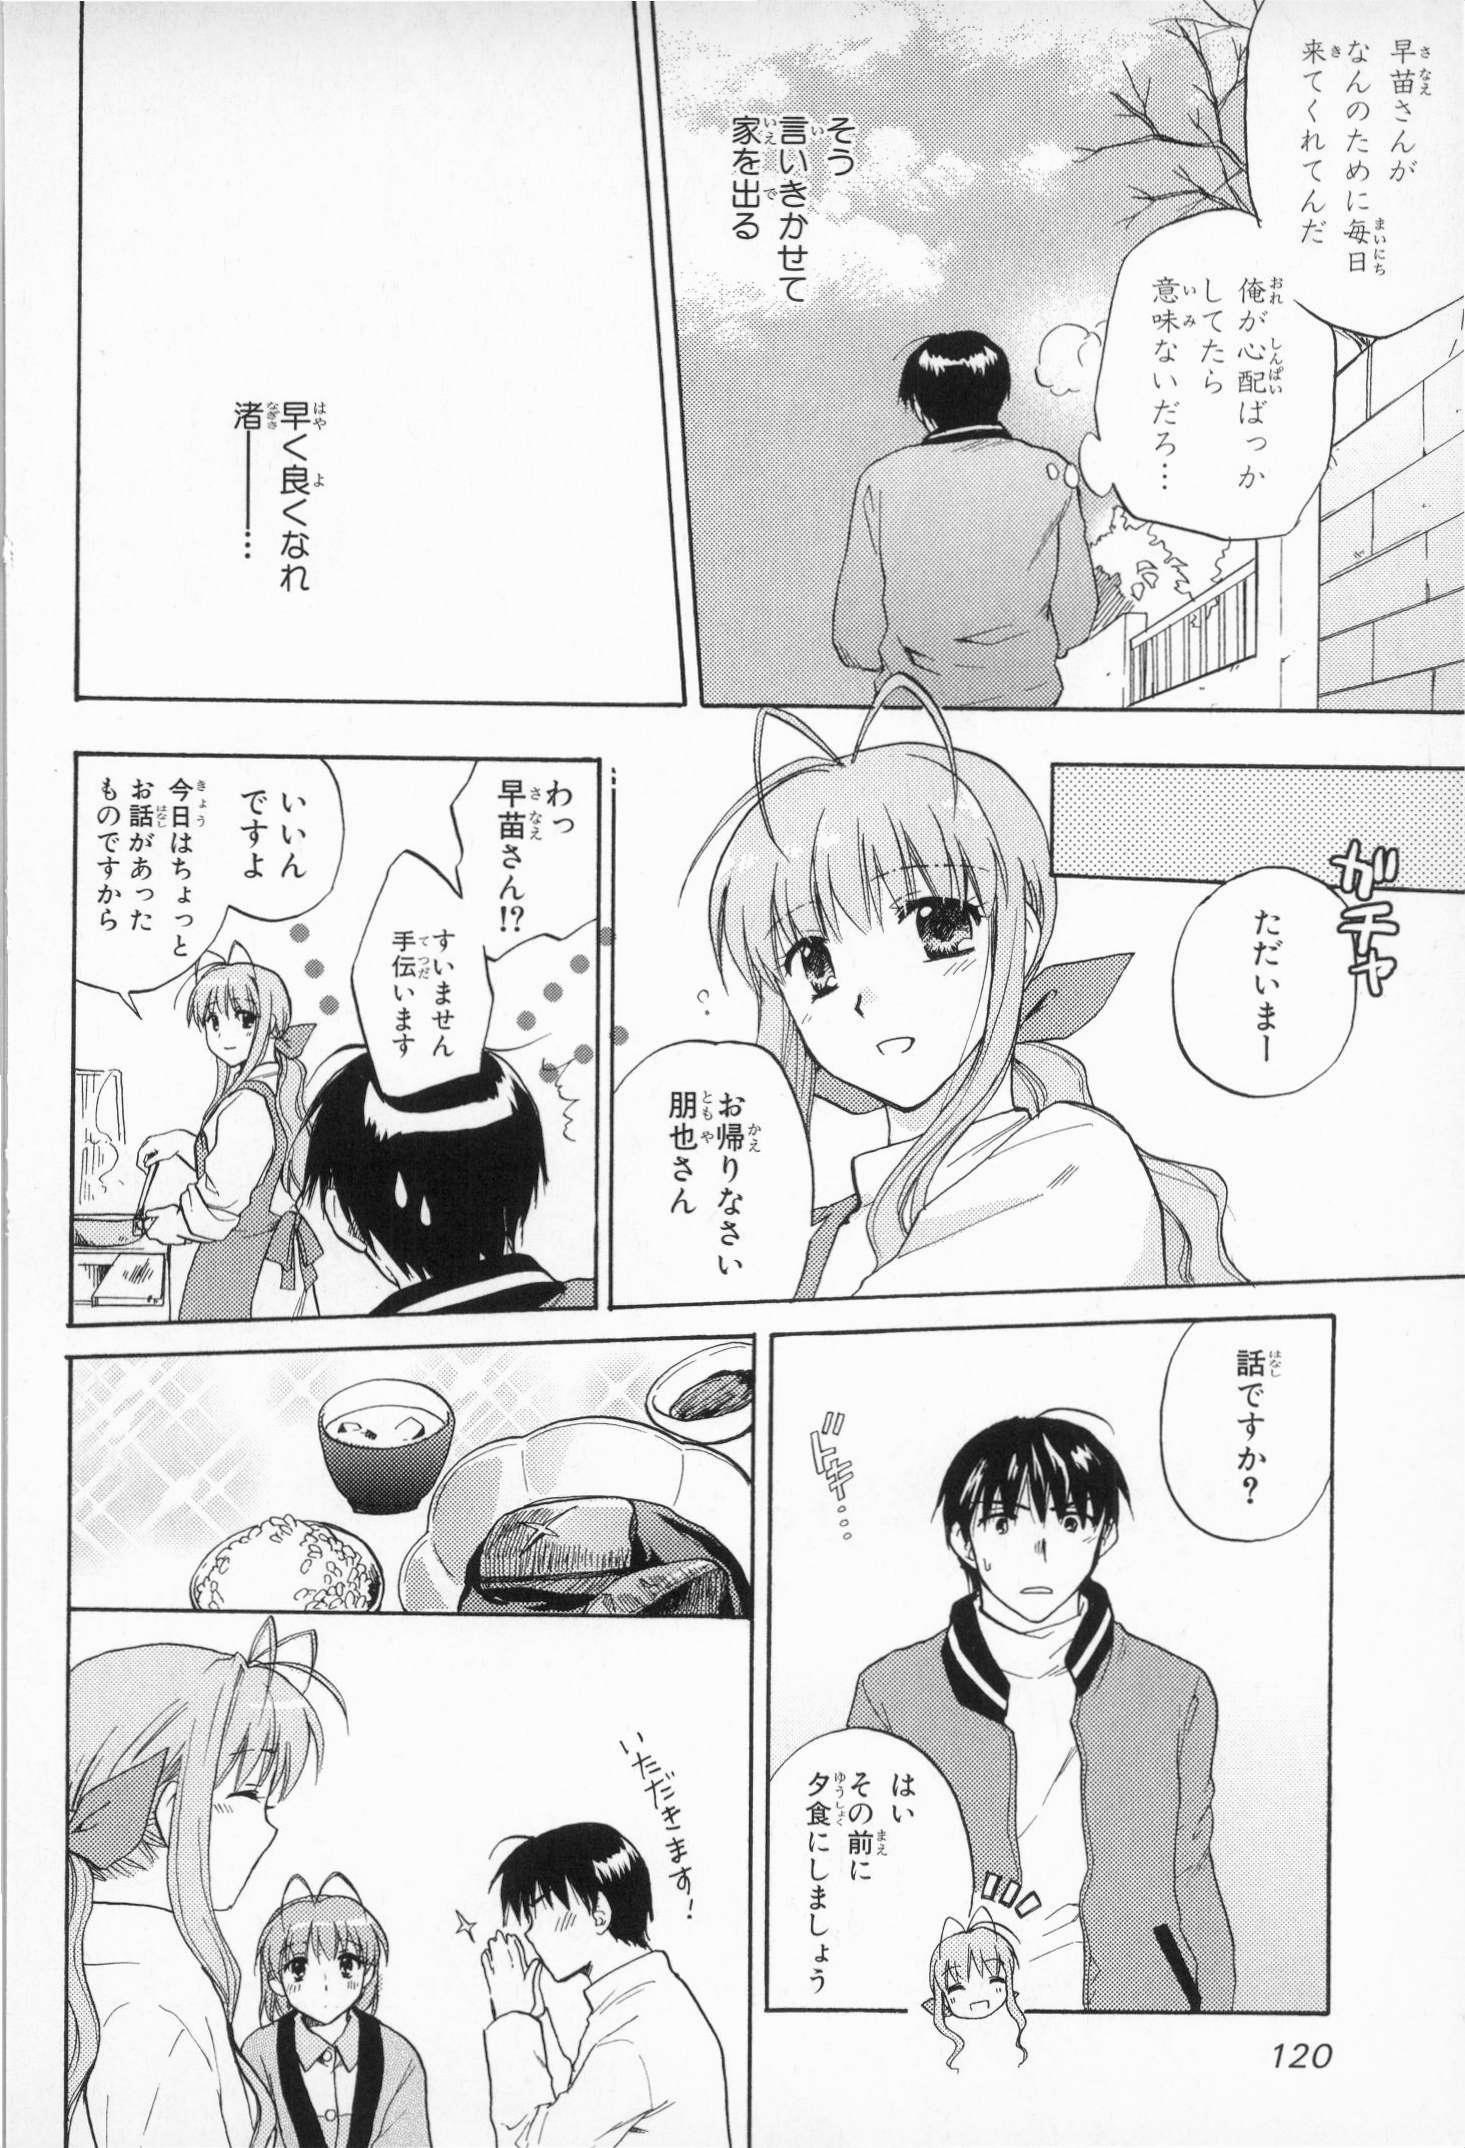 早苗さんが
なんのために毎日
来てくれてんだ
俺が心配ばっか
してたら
意味ないだろ…
そう
言いきかせて
家を出る
早く良くなれ
渚――――…
ガチャ
ただいまー
お帰りなさい
朋也さん
わっ
早苗さん!?
すいません
手伝います
いいん
ですよ
今日はちょっと
お話があった
ものですから
話ですか?
ドキ…
はい
その前に
夕食にしましょう
いただきます!
120